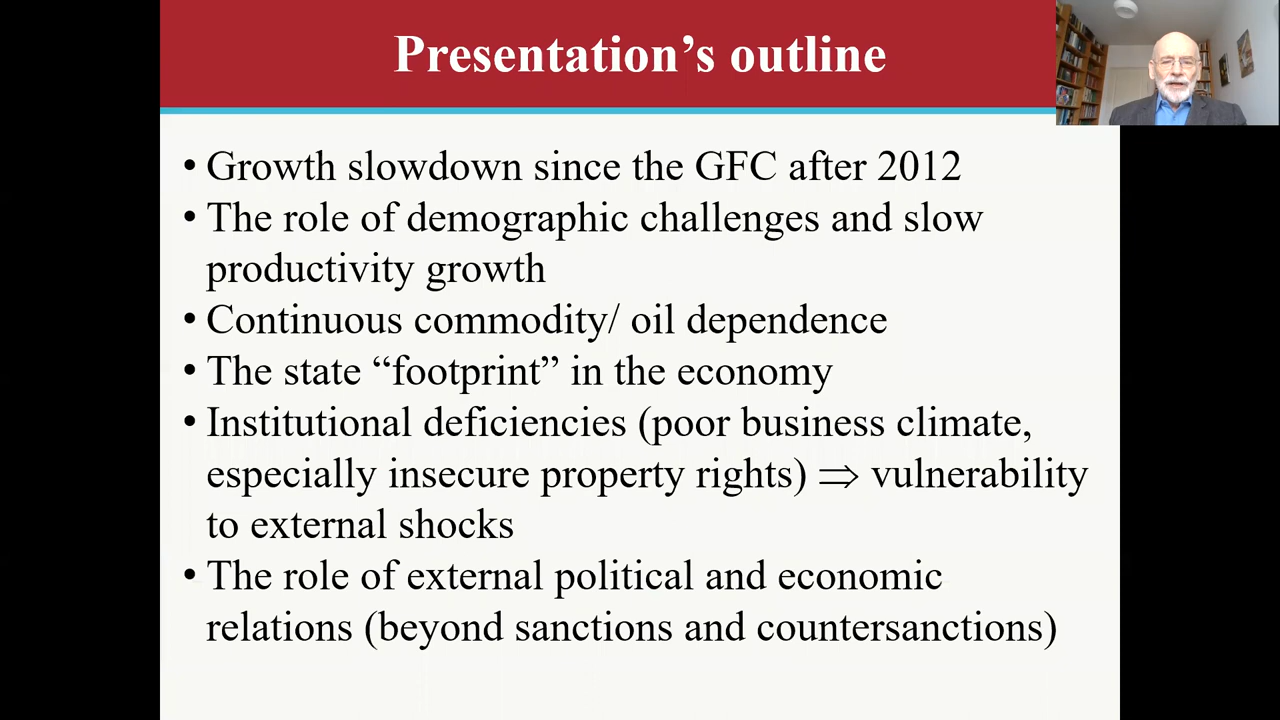 Presentation’s outline
• Growth slowdown since the GFC after 2012
• The role of demographic challenges and slow
productivity growth
• Continuous commodity/ oil dependence
• The state “footprint” in the economy
• Institutional deficiencies (poor business climate,
especially insecure property rights) ⇒ vulnerability
to external shocks
• The role of external political and economic
relations (beyond sanctions and countersanctions)